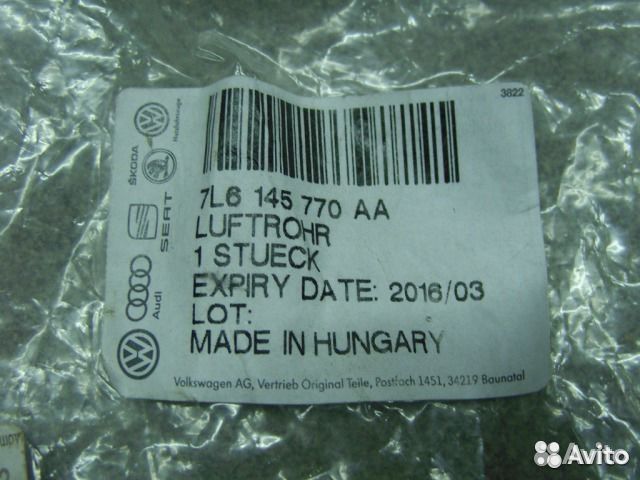 3822
Nutzfahrzeuge
ŠKODA
SEAT
Audi
7L6 145 770 AA
LUFTROHR
1 STUECK
EXPIRY DATE: 2016/03
LOT:
MADE IN HUNGARY
Volkswagen AG, Vertrieb Original Teile, Postfach 1451, 34219 Baunatal
Avito